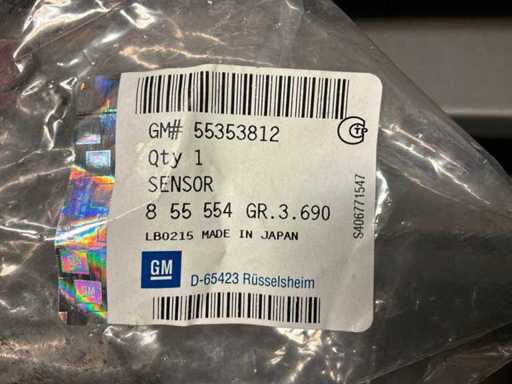 GM# 55353812
Qty 1
SENSOR
8 55 554 GR.3.690
LB0215 MADE IN JAPAN
GM
D-65423 Rüsselsheim
S406771547